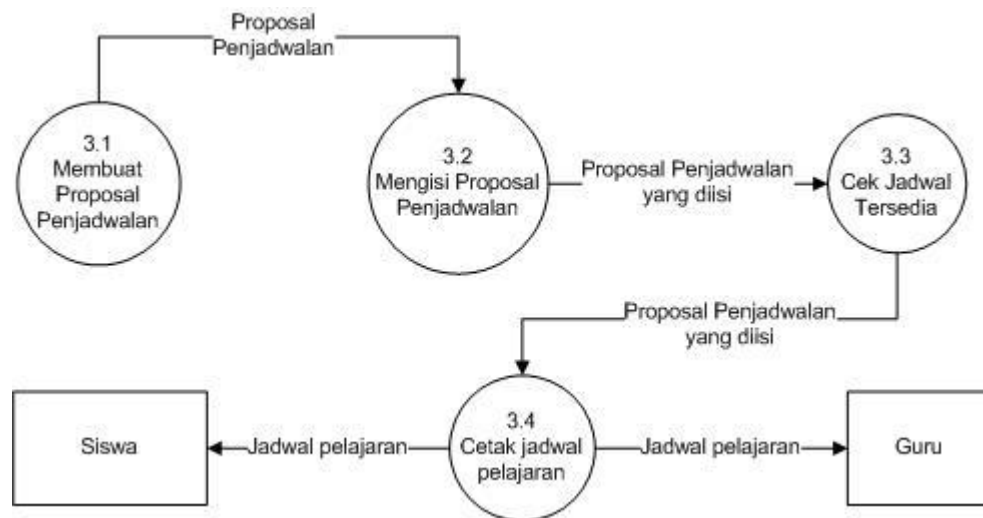 Proposal
Penjadwalan
3.1
Membuat
Proposal
Penjadwalan
3.2
Mengisi Proposal
Penjadwalan
Proposal Penjadwalan
yang diisi
3.3
Cek Jadwal
Tersedia
Proposal Penjadwalan
yang diisi
Siswa
Jadwal pelajaran
3.4
Cetak jadwal
pelajaran
Jadwal pelajaran
Guru